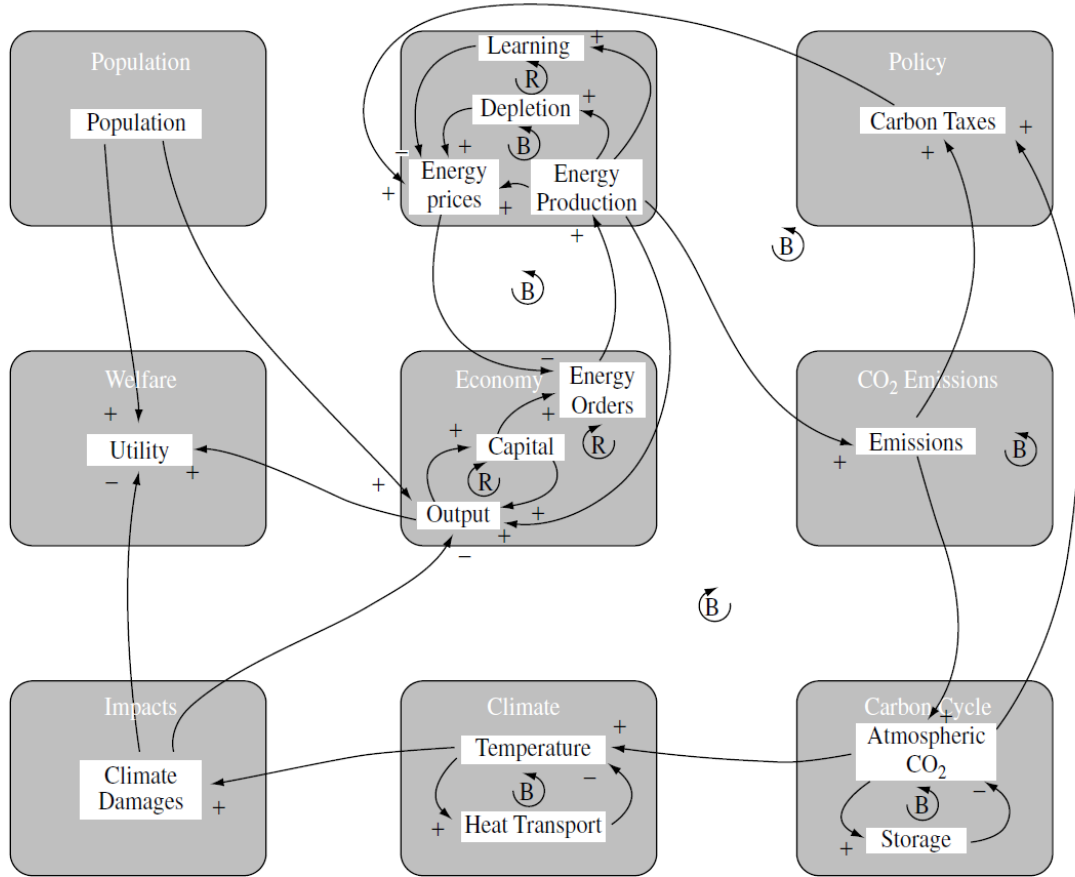 Population
Population
Learning
+
R
Depletion
+
B
−
+
Energy
prices
+
+
Energy
Production
+
Policy
Carbon Taxes
+
+
B
B
Welfare
+
Utility
−
+
Economy
−
Energy
Orders
+
R
+
Capital
R
+
Output
+
+
−
CO₂ Emissions
Emissions
+
B
B
Impacts
Climate
Damages
+
Climate
+
Temperature
−
B
+
Heat Transport
Carbon Cycle
+
Atmospheric
CO₂
−
B
+
Storage